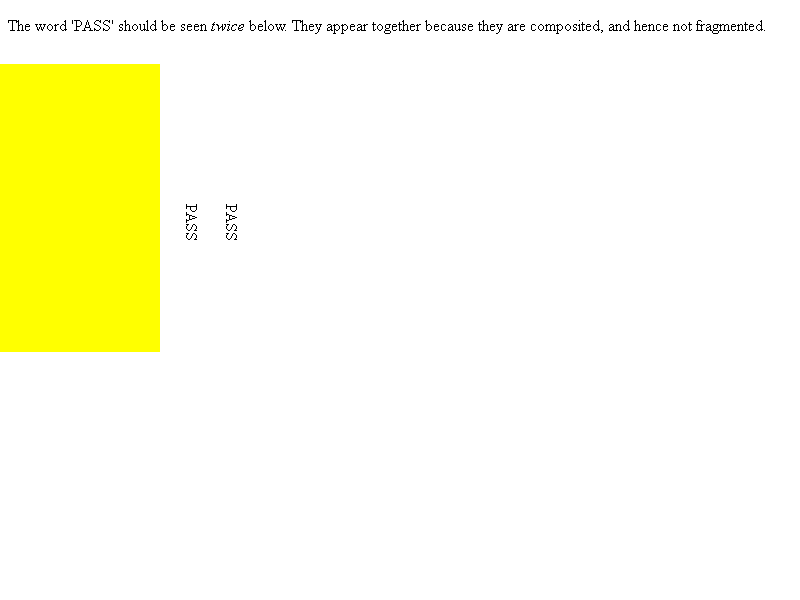 The word 'PASS' should be seen twice below. They appear together because they are composited, and hence not fragmented.
PASS
PASS